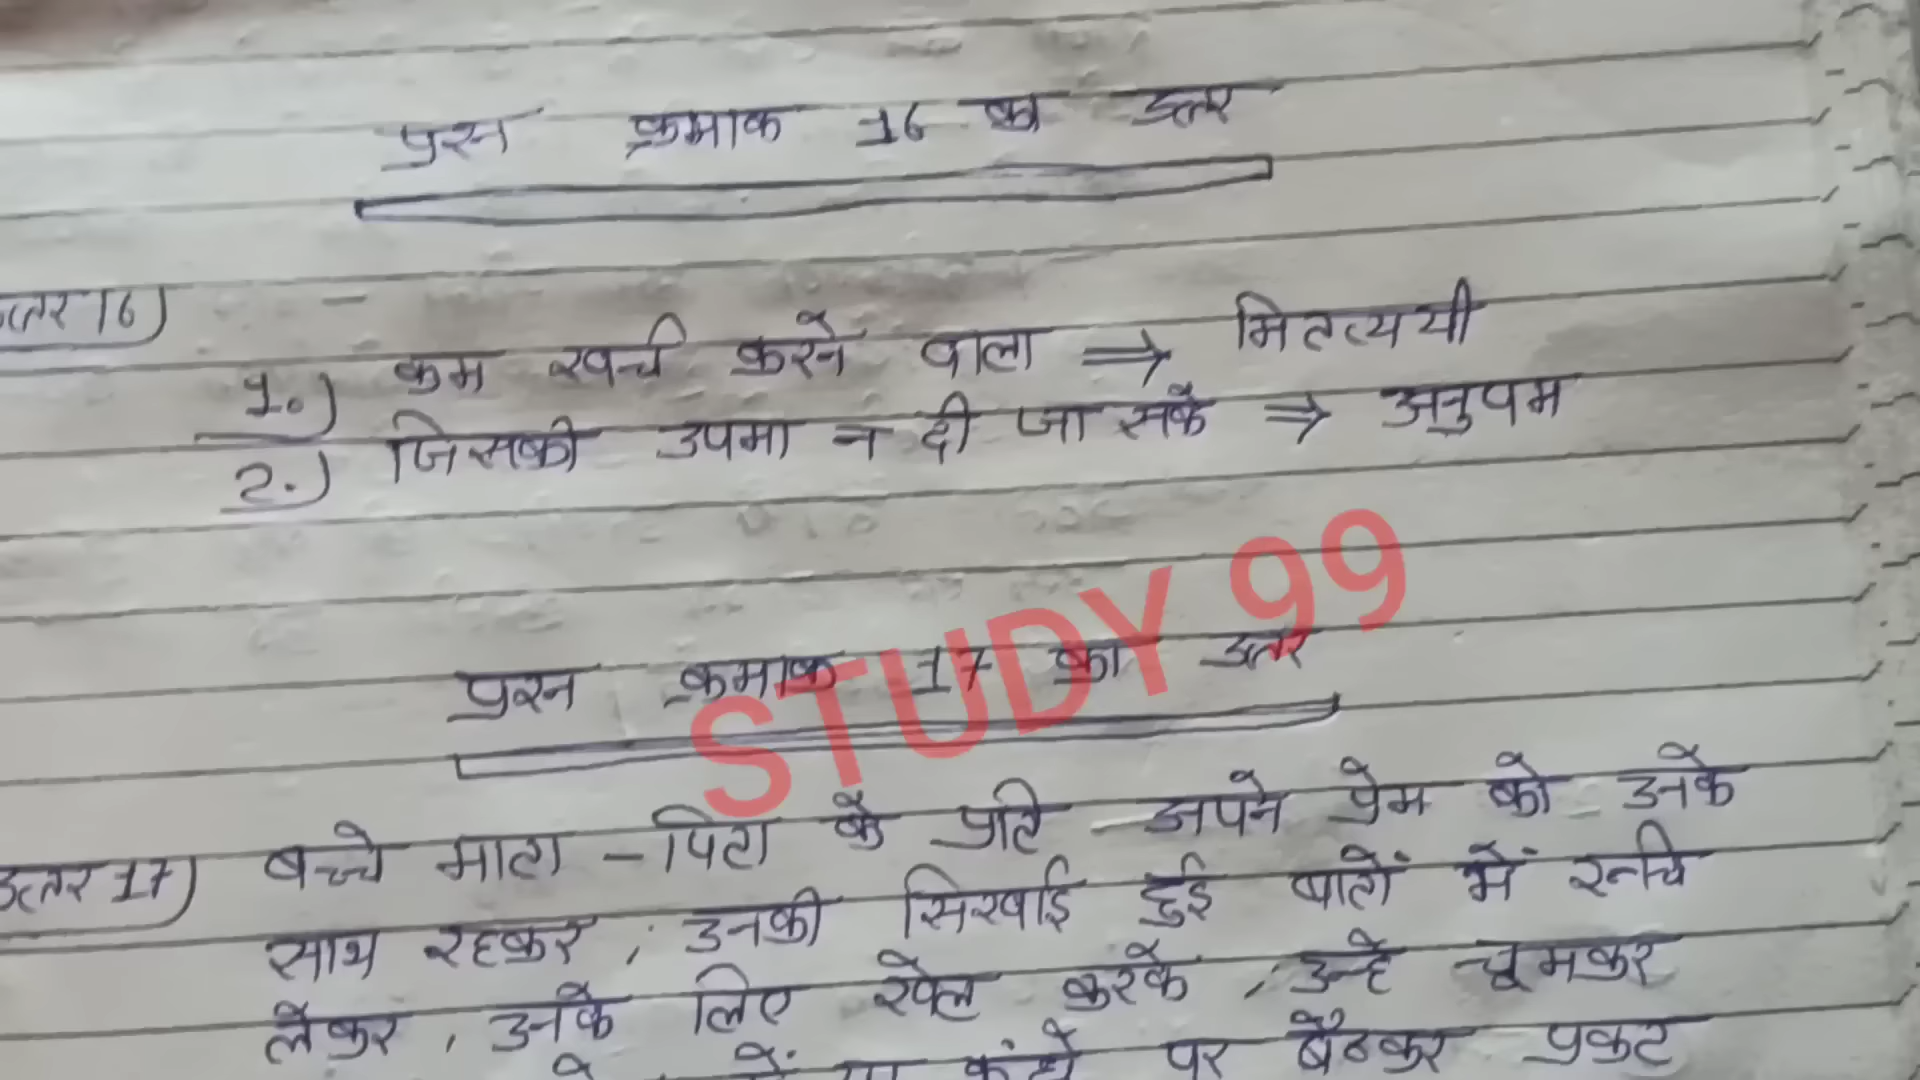 प्रश्न क्रमाक 16 का उत्तर
उत्तर 16)
1.) कम खर्च करने वाला ⇒ मितव्ययी
2.) जिसकी उपमा न दी जा सके ⇒ अनुपम
STUDY 99
प्रश्न क्रमाक 17 का उत्तर
उत्तर 17) बच्चे माता - पिता के प्रति अपने प्रेम को उनके
साथ रहकर, उनकी सिखाई हुई बातों में रूचि
लेकर, उनके लिए खेल करके, उन्हे चूमकर
कंधे पर बैठकर प्रकट